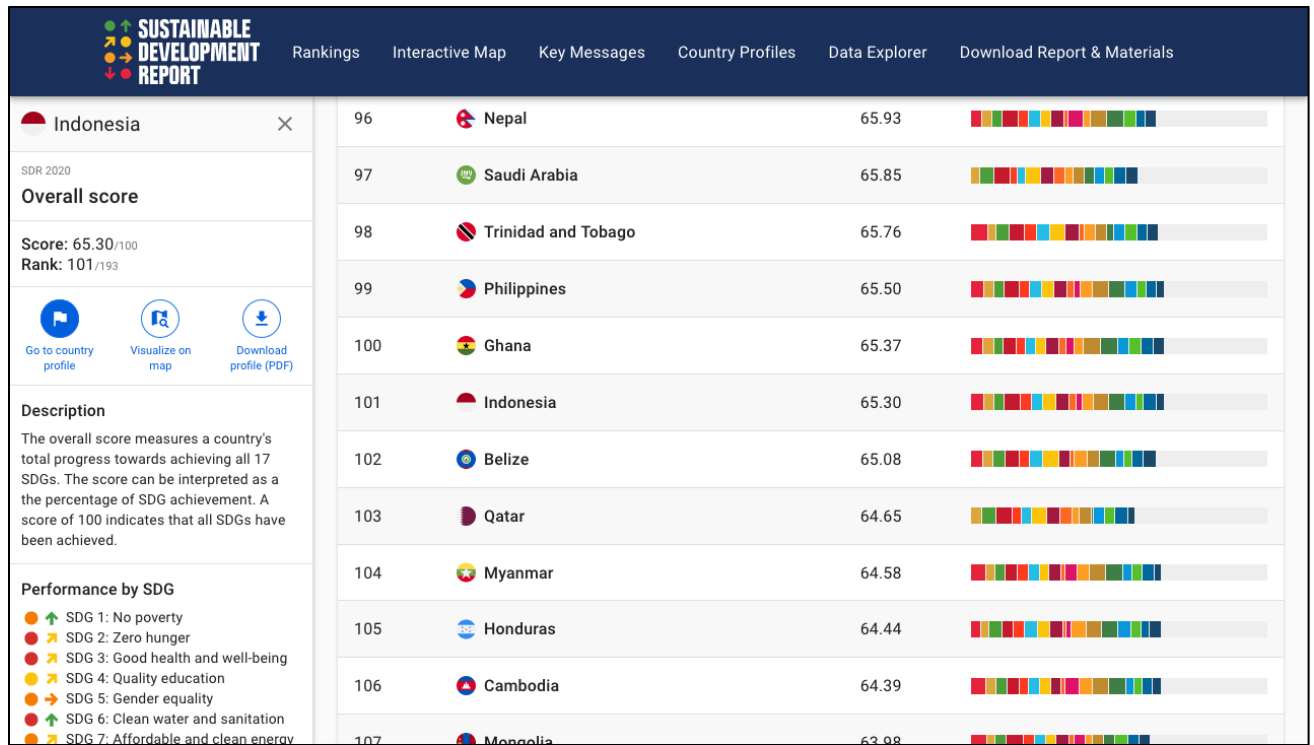 SUSTAINABLE
DEVELOPMENT
REPORT
Rankings Interactive Map Key Messages Country Profiles Data Explorer Download Report & Materials
Indonesia
SDR 2020
Overall score
Score: 65.30/100
Rank: 101/193
Go to country
profile
Visualize on
map
Download
profile (PDF)
Description
The overall score measures a country's
total progress towards achieving all 17
SDGs. The score can be interpreted as a
the percentage of SDG achievement. A
score of 100 indicates that all SDGs have
been achieved.
Performance by SDG
SDG 1: No poverty
SDG 2: Zero hunger
SDG 3: Good health and well-being
SDG 4: Quality education
SDG 5: Gender equality
SDG 6: Clean water and sanitation
SDG 7: Affordable and clean energy
96 Nepal 65.93
97 Saudi Arabia 65.85
98 Trinidad and Tobago 65.76
99 Philippines 65.50
100 Ghana 65.37
101 Indonesia 65.30
102 Belize 65.08
103 Qatar 64.65
104 Myanmar 64.58
105 Honduras 64.44
106 Cambodia 64.39
107 Mongolia 63.98